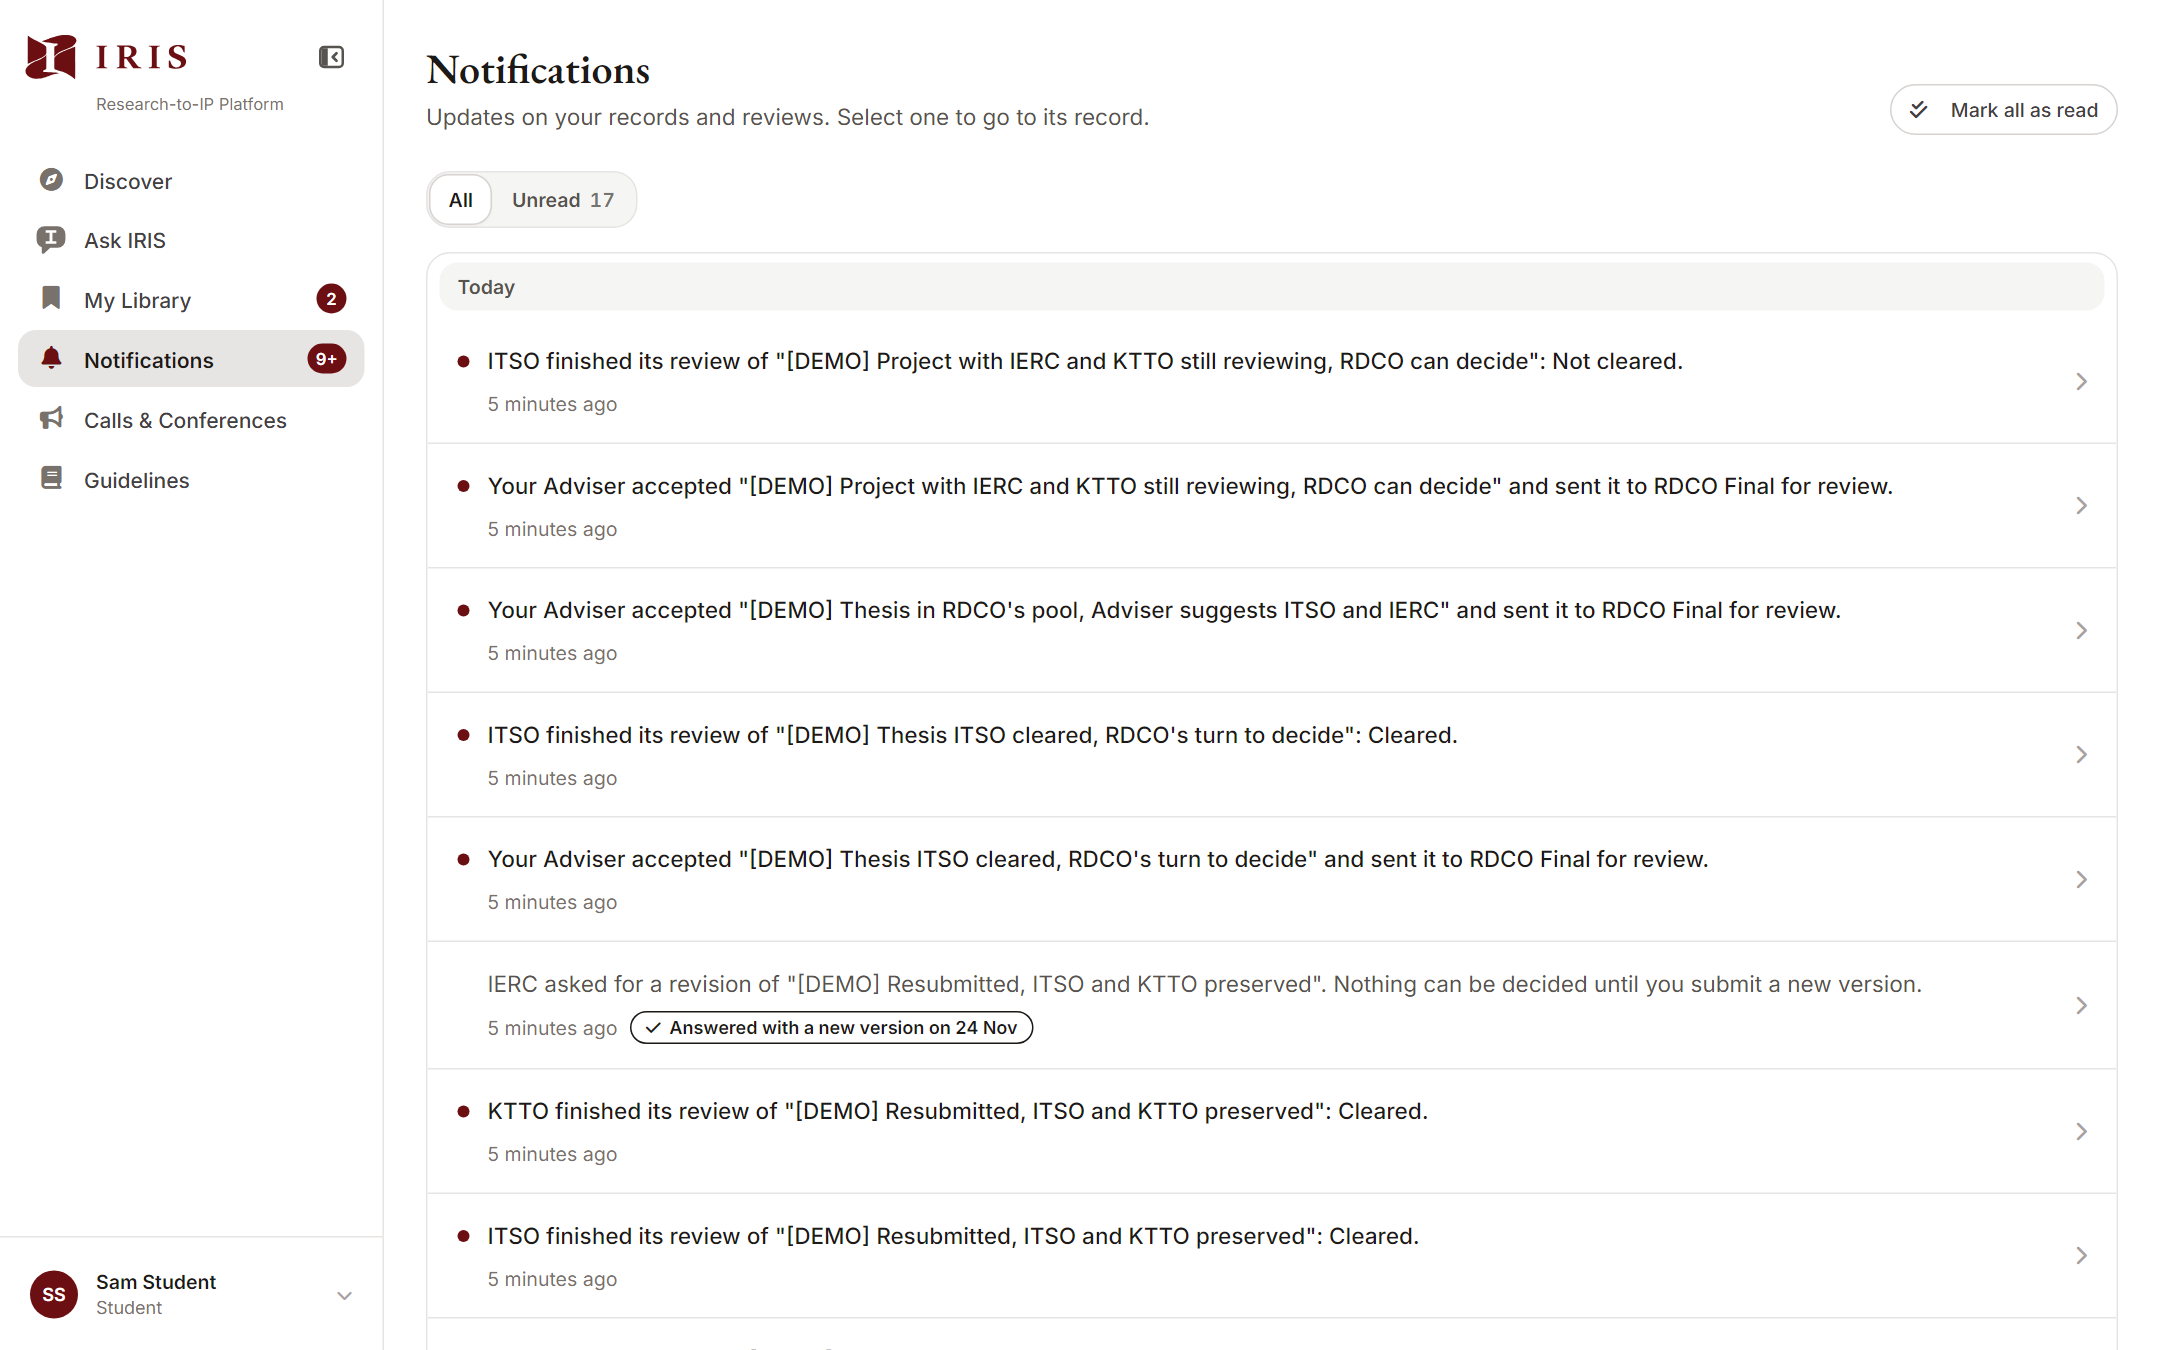 IRIS
Research-to-IP Platform
Discover
Ask IRIS
My Library 2
Notifications 9+
Calls & Conferences
Guidelines
SS
Sam Student
Student
Notifications
Updates on your records and reviews. Select one to go to its record.
Mark all as read
All Unread 17
Today
ITSO finished its review of "[DEMO] Project with IERC and KTTO still reviewing, RDCO can decide": Not cleared.
5 minutes ago
Your Adviser accepted "[DEMO] Project with IERC and KTTO still reviewing, RDCO can decide" and sent it to RDCO Final for review.
5 minutes ago
Your Adviser accepted "[DEMO] Thesis in RDCO's pool, Adviser suggests ITSO and IERC" and sent it to RDCO Final for review.
5 minutes ago
ITSO finished its review of "[DEMO] Thesis ITSO cleared, RDCO's turn to decide": Cleared.
5 minutes ago
Your Adviser accepted "[DEMO] Thesis ITSO cleared, RDCO's turn to decide" and sent it to RDCO Final for review.
5 minutes ago
IERC asked for a revision of "[DEMO] Resubmitted, ITSO and KTTO preserved". Nothing can be decided until you submit a new version.
5 minutes ago Answered with a new version on 24 Nov
KTTO finished its review of "[DEMO] Resubmitted, ITSO and KTTO preserved": Cleared.
5 minutes ago
ITSO finished its review of "[DEMO] Resubmitted, ITSO and KTTO preserved": Cleared.
5 minutes ago